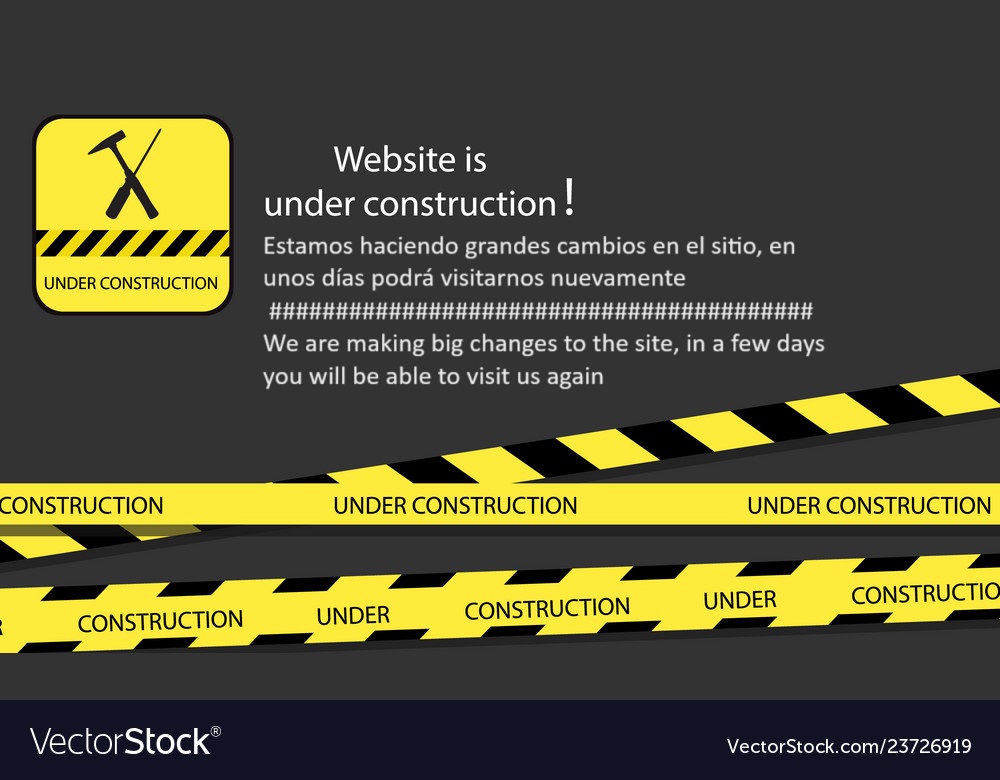 Website is
under construction!
UNDER CONSTRUCTION
Estamos haciendo grandes cambios en el sitio, en
unos días podrá visitarnos nuevamente
#########################################
We are making big changes to the site, in a few days
you will be able to visit us again
CONSTRUCTION UNDER CONSTRUCTION UNDER CONSTRUCTION
R CONSTRUCTION UNDER CONSTRUCTION UNDER CONSTRUCTIO
VectorStock®
VectorStock.com/23726919